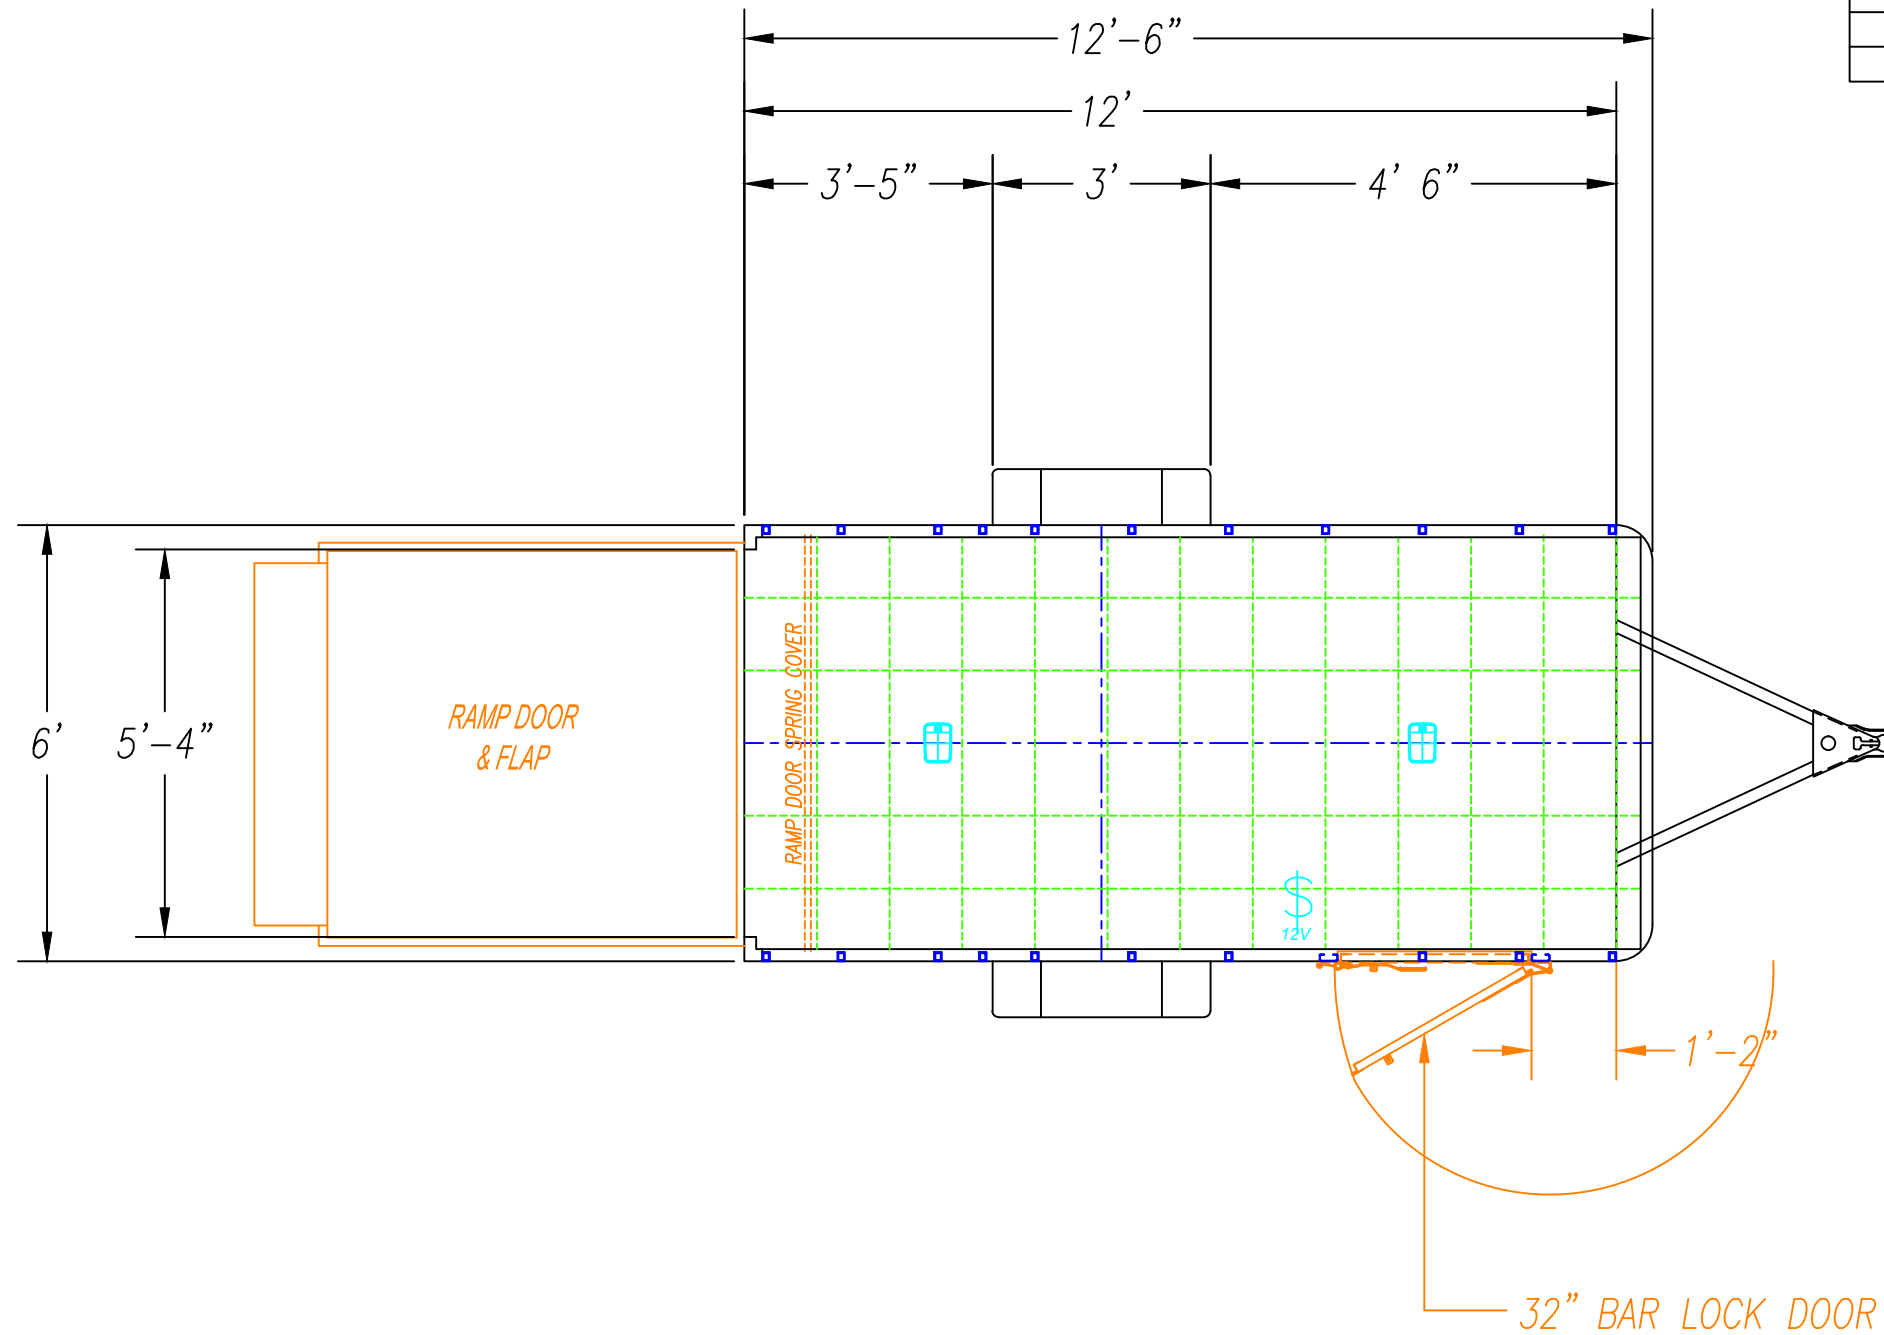 12'-6"
12'
3'-5"
3'
4' 6"
6'
5'-4"
RAMP DOOR
& FLAP
RAMP DOOR SPRING COVER
$
12V
1'-2"
32" BAR LOCK DOOR